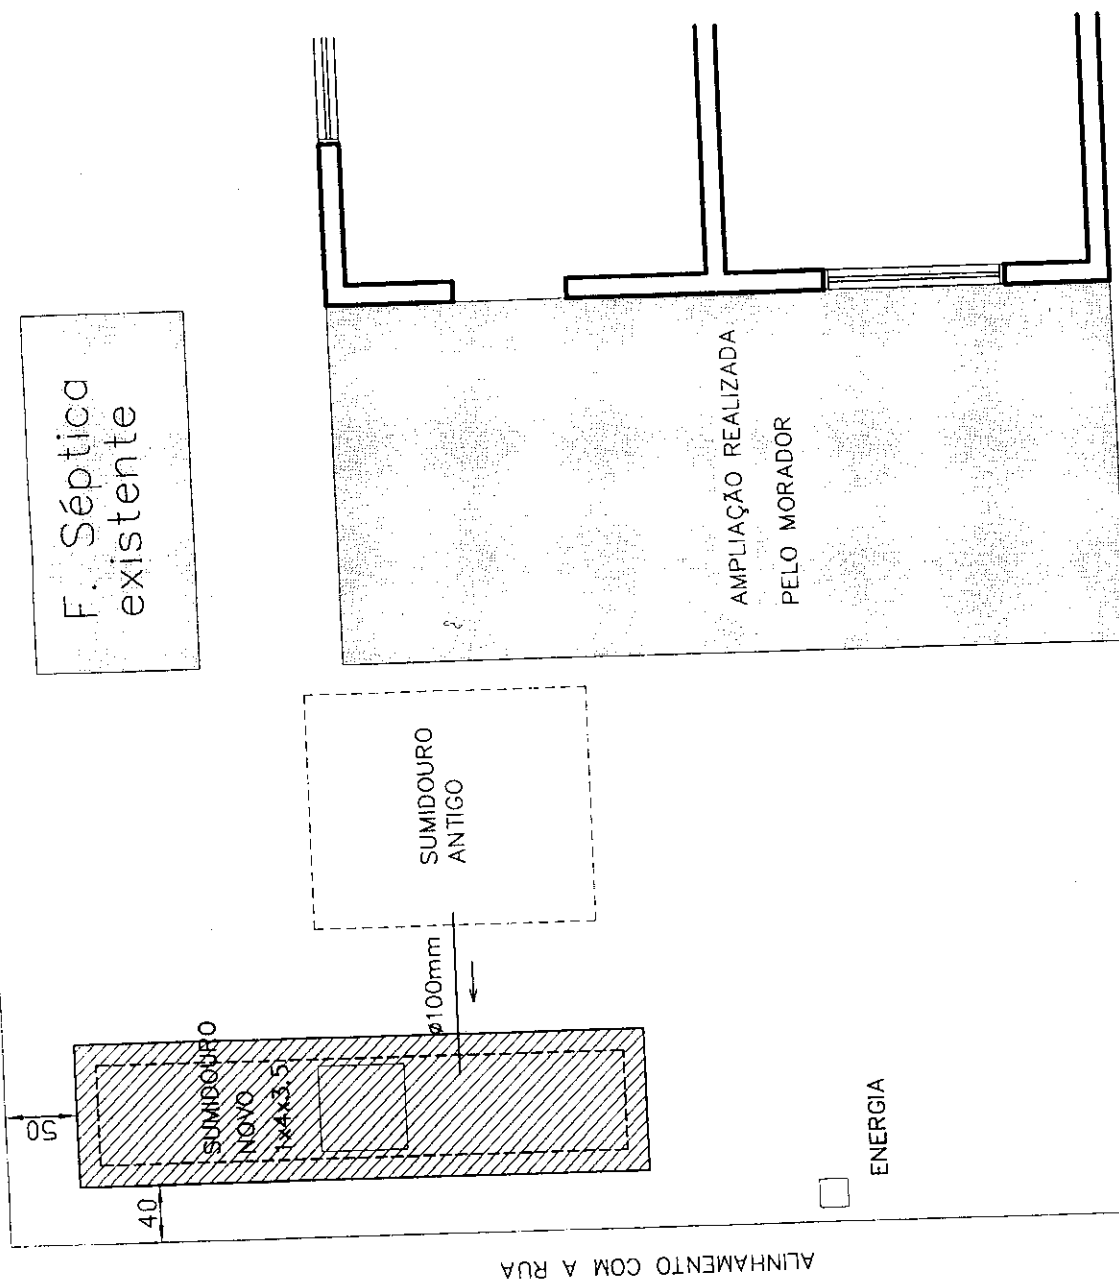 F. Séptica
existente
AMPLIAÇÃO REALIZADA
PELO MORADOR
SUMIDOURO
ANTIGO
ø100mm
SUMIDOURO
NOVO
1x4x3.5
50
40
ENERGIA
ALINHAMENTO COM A RUA